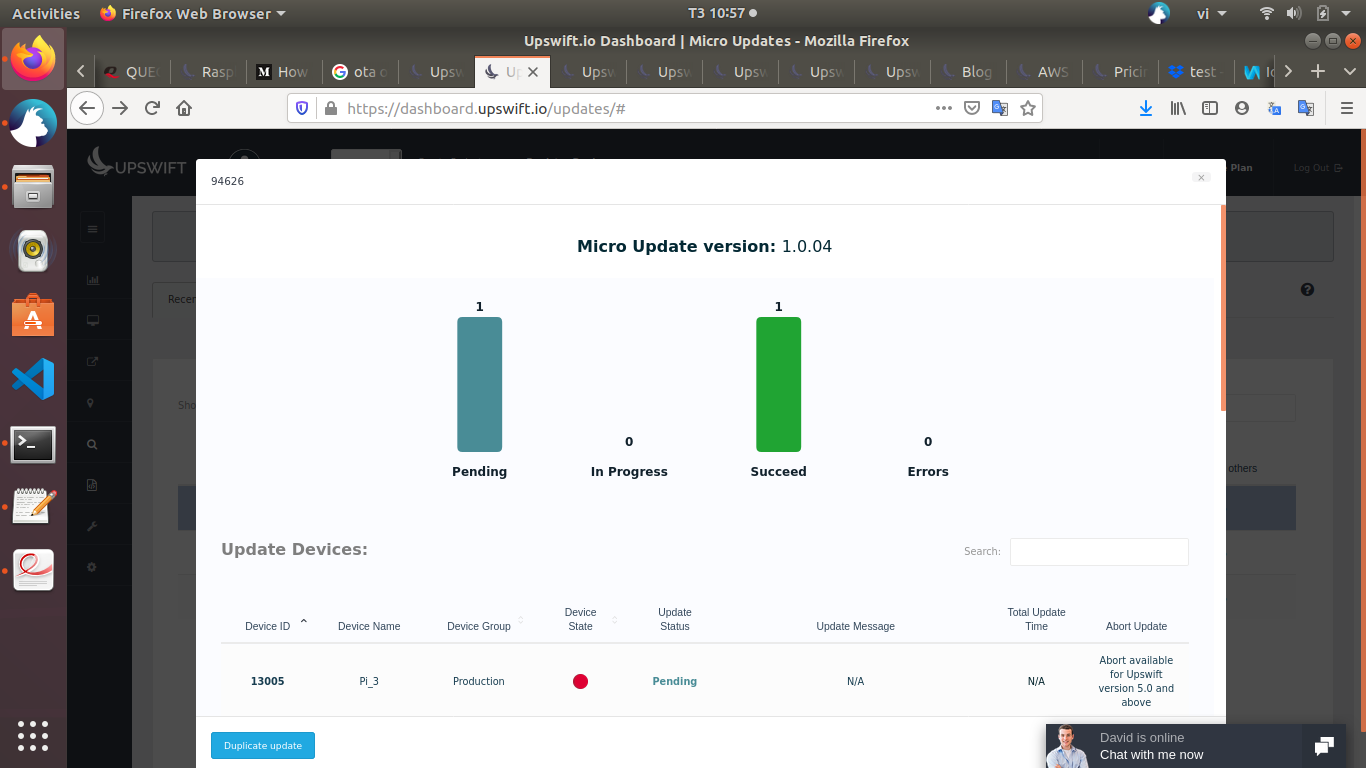 Activities
Firefox Web Browser
T3 10:57
vi
Upswift.io Dashboard | Micro Updates - Mozilla Firefox
QUEC
Rasp
How
ota o
Upsw
Up
Upsw
Upsw
Upsw
Upsw
Upsw
Blog
AWS
Pricin
test -
https://dashboard.upswift.io/updates/#
UPSWIFT
Plan
Log Out
94626
×
Micro Update version: 1.0.04
Recen
Sho
others
1
0
1
0
Pending
In Progress
Succeed
Errors
Update Devices:
Search:
Device ID
Device Name
Device Group
Device State
Update Status
Update Message
Total Update Time
Abort Update
13005
Pi_3
Production
Pending
N/A
N/A
Abort available
for Upswift
version 5.0 and
above
Duplicate update
David is online
Chat with me now